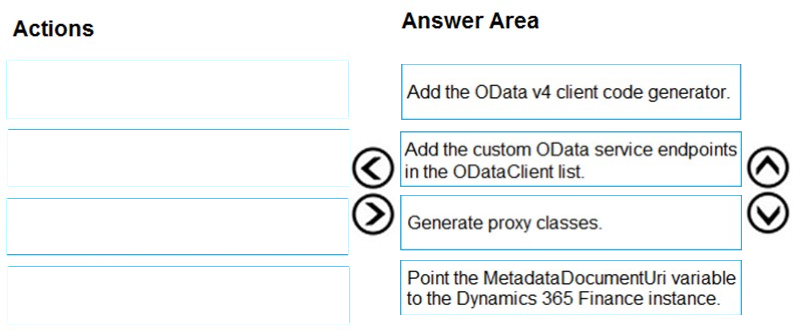 Actions
Answer Area
Add the OData v4 client code generator.
Add the custom OData service endpoints
in the ODataClient list.
Generate proxy classes.
Point the MetadataDocumentUri variable
to the Dynamics 365 Finance instance.